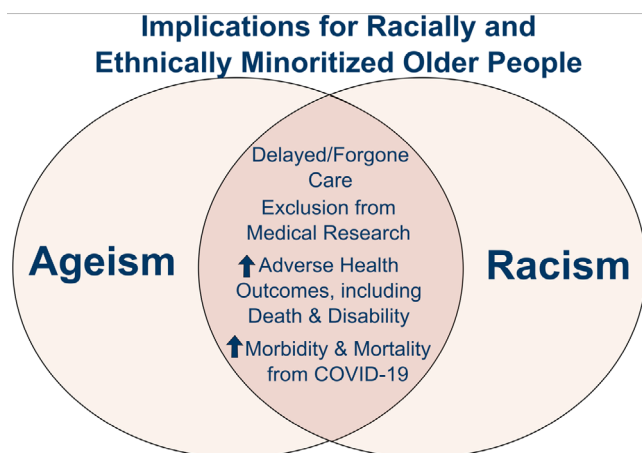 Implications for Racially and
Ethnically Minoritized Older People
Delayed/Forgone
Care
Exclusion from
Medical Research
Ageism
Racism
Adverse Health
Outcomes, including
Death & Disability
Morbidity & Mortality
from COVID-19